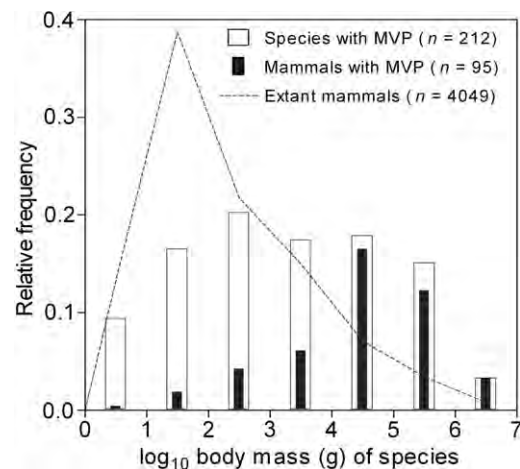 0.4
0.3
0.2
0.1
0.0
Relative frequency
Species with MVP (n = 212)
Mammals with MVP (n = 95)
Extant mammals (n = 4049)
0 1 2 3 4 5 6 7
log₁₀ body mass (g) of species